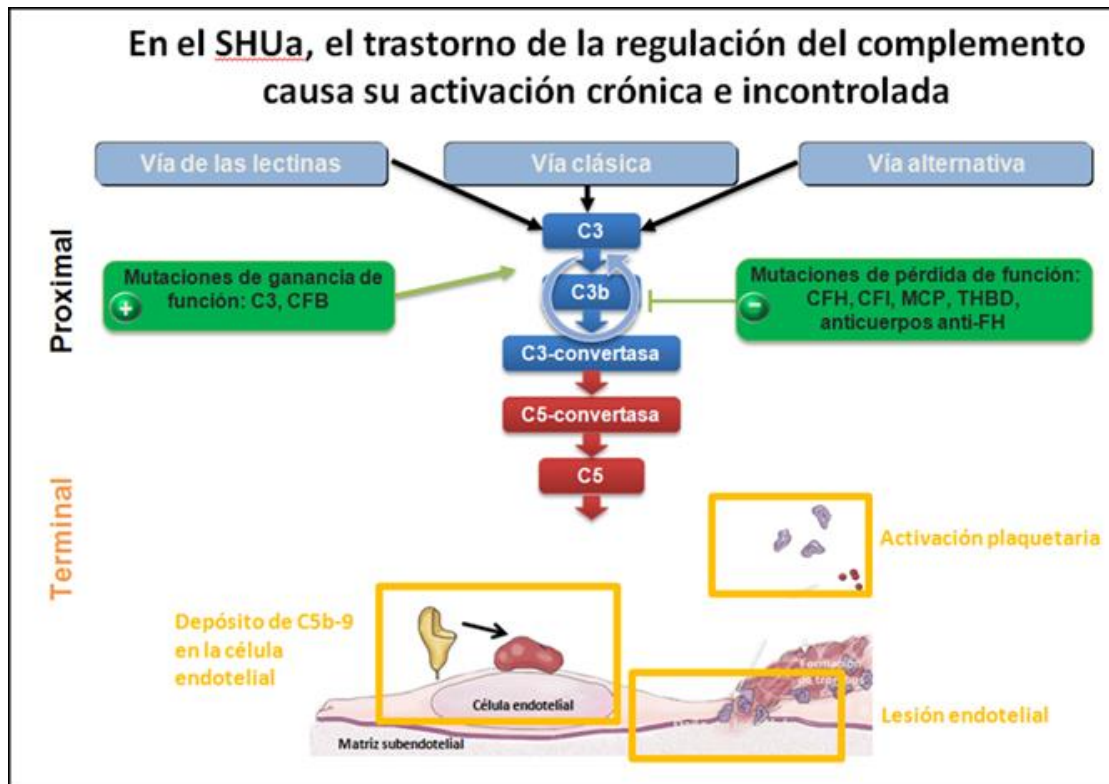 En el SHUa, el trastorno de la regulación del complemento
causa su activación crónica e incontrolada
Vía de las lectinas
Vía clásica
Vía alternativa
Proximal
C3
Mutaciones de ganancia de
función: C3, CFB
+
C3b
Mutaciones de pérdida de función:
CFH, CFI, MCP, THBD,
anticuerpos anti-FH
-
C3-convertasa
C5-convertasa
C5
Terminal
Activación plaquetaria
Depósito de C5b-9
en la célula
endotelial
Formación
de trombos
Célula endotelial
Lesión endotelial
Matriz subendotelial